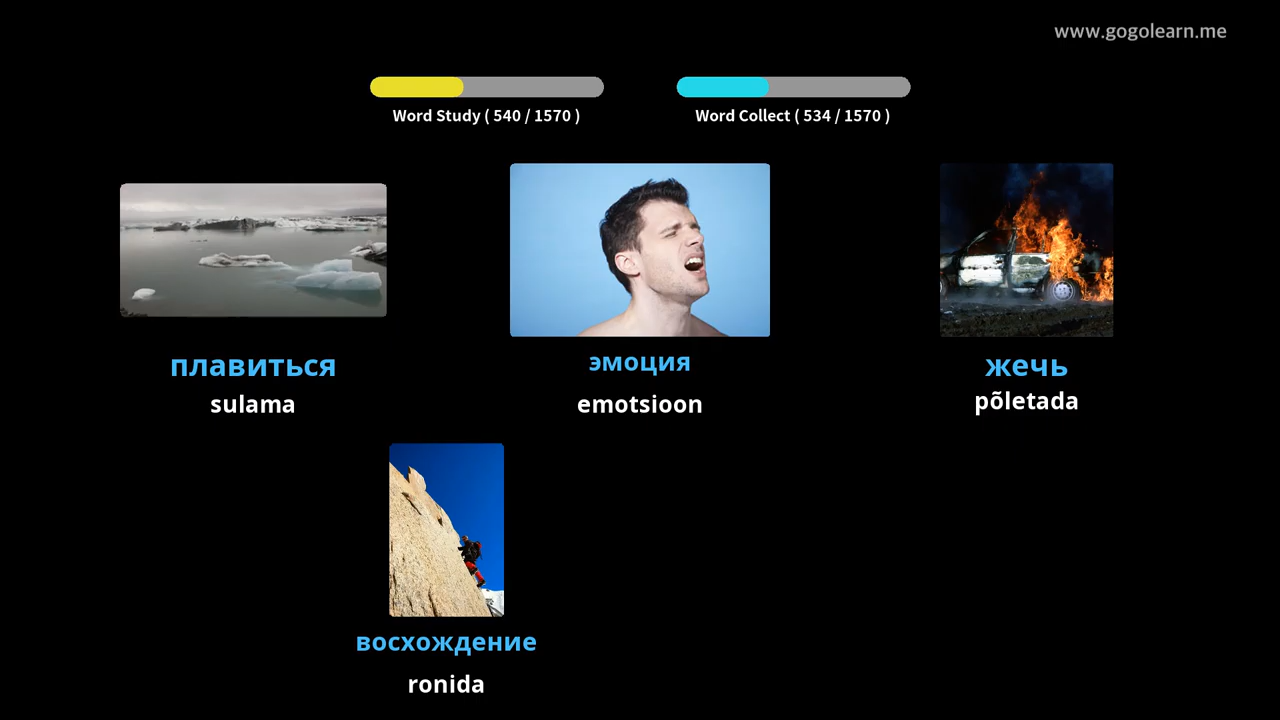 www.gogolearn.me
Word Study ( 540 / 1570 )
Word Collect ( 534 / 1570 )
плавиться
sulama
эмоция
emotsioon
жечь
põletada
восхождение
ronida